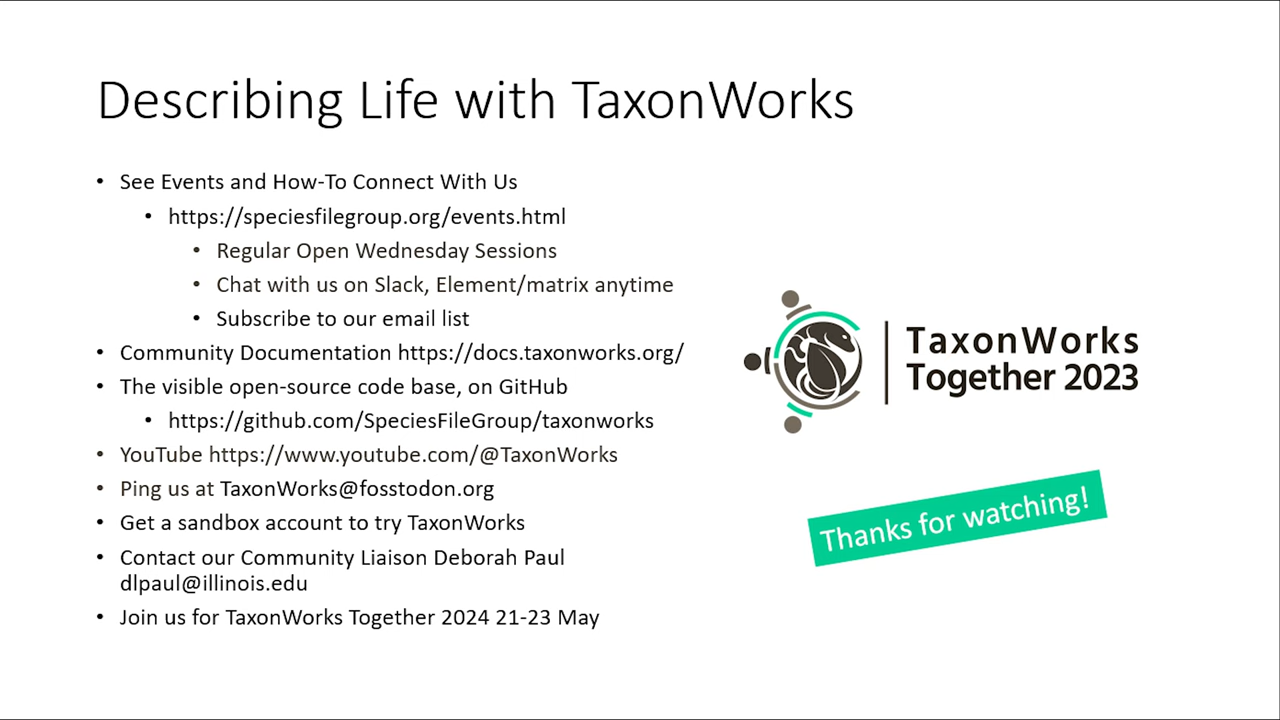 Describing Life with TaxonWorks
• See Events and How-To Connect With Us
• https://speciesfilegroup.org/events.html
• Regular Open Wednesday Sessions
• Chat with us on Slack, Element/matrix anytime
• Subscribe to our email list
• Community Documentation https://docs.taxonworks.org/
• The visible open-source code base, on GitHub
• https://github.com/SpeciesFileGroup/taxonworks
• YouTube https://www.youtube.com/@TaxonWorks
• Ping us at TaxonWorks@fosstodon.org
• Get a sandbox account to try TaxonWorks
• Contact our Community Liaison Deborah Paul
dlpaul@illinois.edu
• Join us for TaxonWorks Together 2024 21-23 May
TaxonWorks
Together 2023
Thanks for watching!